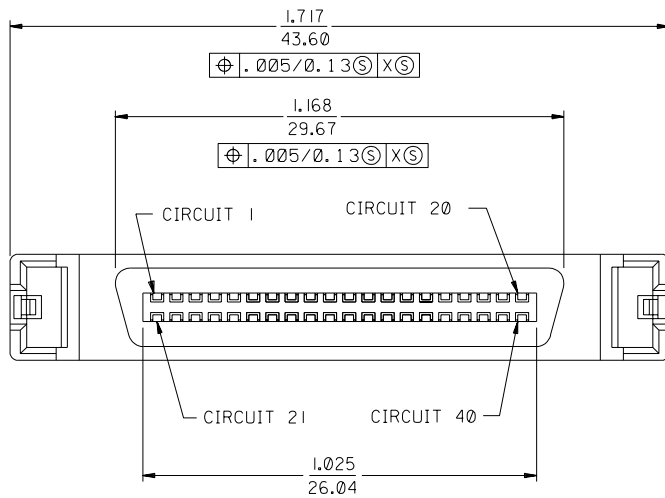 1.717
43.60
⌖ .005/0.13Ⓢ XⓈ
1.168
29.67
⌖ .005/0.13Ⓢ XⓈ
CIRCUIT 1
CIRCUIT 20
CIRCUIT 21
CIRCUIT 40
1.025
26.04